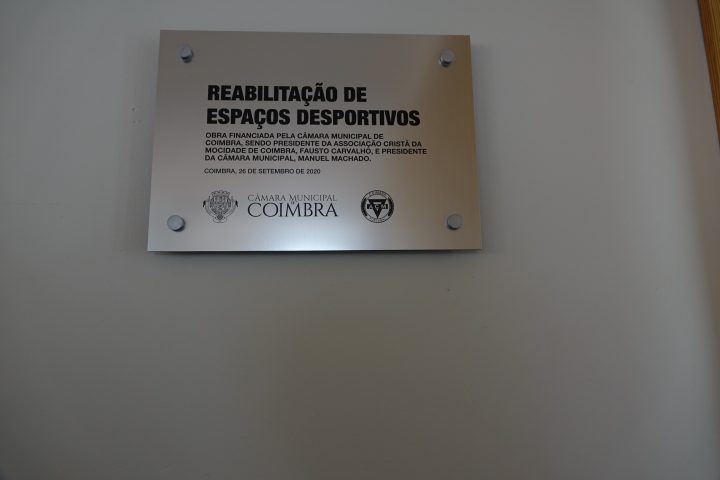 REABILITAÇÃO DE
ESPAÇOS DESPORTIVOS
OBRA FINANCIADA PELA CÂMARA MUNICIPAL DE
COIMBRA, SENDO PRESIDENTE DA ASSOCIAÇÃO CRISTÃ DA
MOCIDADE DE COIMBRA, FAUSTO CARVALHO, E PRESIDENTE
DA CÂMARA MUNICIPAL, MANUEL MACHADO.
COIMBRA, 26 DE SETEMBRO DE 2020
CÂMARA MUNICIPAL
COIMBRA
ACM